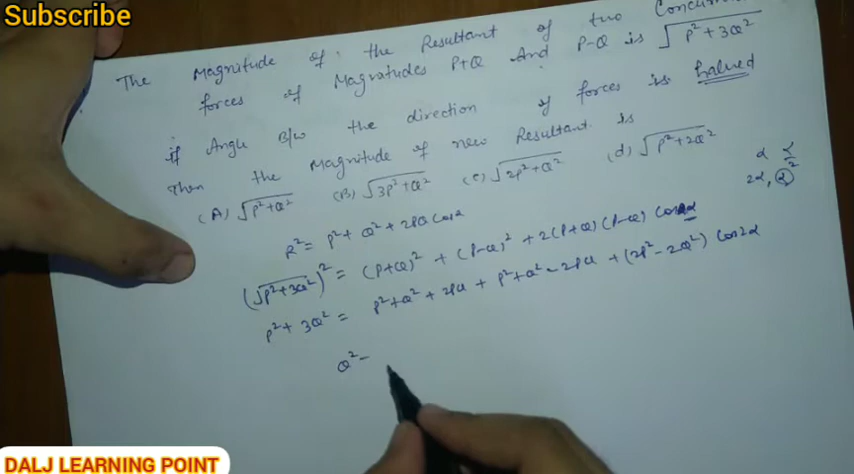 Subscribe
The Magnitude of the Resultant of two
forces of Magnatudes P+Q And P-Q is √P²+3Q²
if Angle B/w the direction of forces is halved
Then the Magnitude of new Resultant is
(A) √P²+Q² (B) √3P²+Q² (C) √2P²+Q² (d) √P²+2Q²
R² = P² + Q² + 2PQ Cosα
(√P²+3Q²)² = (P+Q)² + (P-Q)² + 2(P+Q)(P-Q) Cos2α
P² + 3Q² = P²+Q² + 2PQ + P²+Q² - 2PQ + (2P² - 2Q²) Cos2α
Q² -
DALJ LEARNING POINT